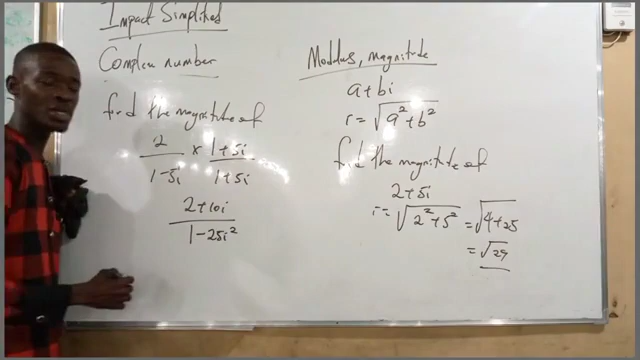 Impact Simplified
Complex number
find the magnitude of
2/1-5i × 1+5i/1+5i
2+10i/1-25i²
Modulus, magnitude
a+bi
r = √a²+b²
find the magnitude of
2+5i
r = √2²+5² = √4+25
= √29